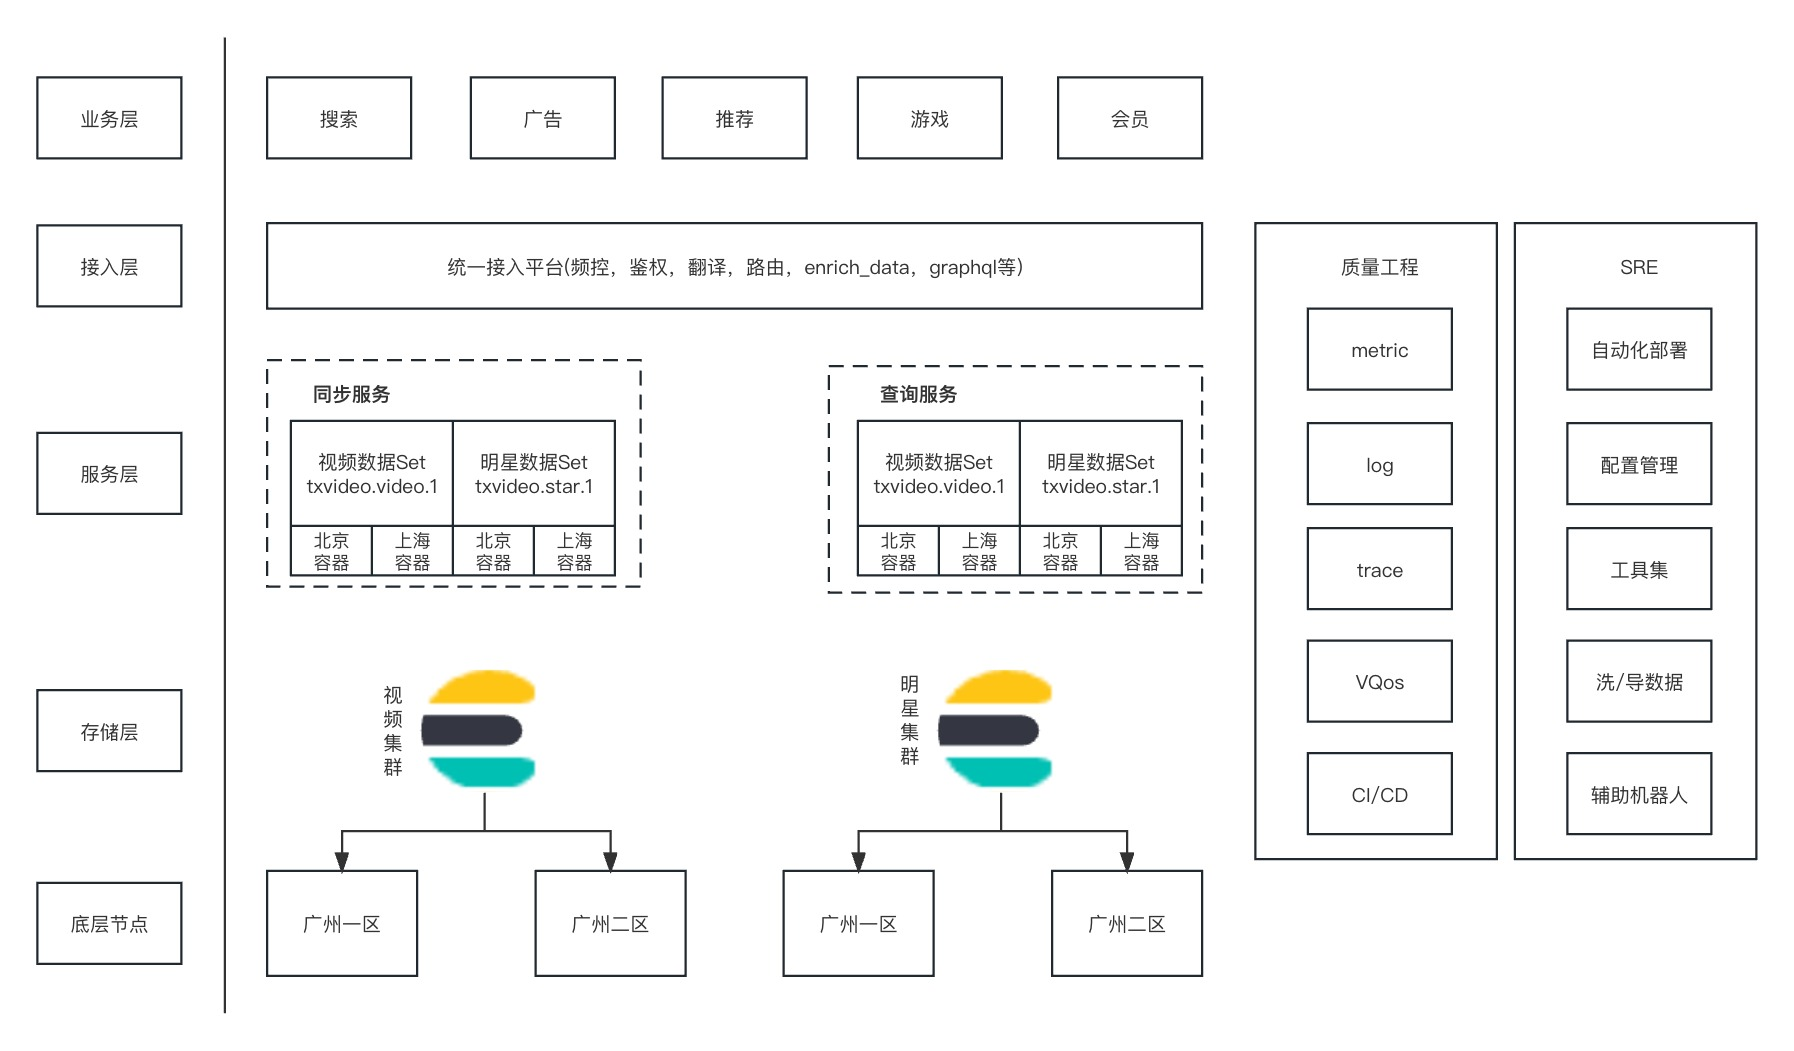 业务层
搜索
广告
推荐
游戏
会员
接入层
统一接入平台(频控，鉴权，翻译，路由，enrich_data，graphql等)
服务层
同步服务
视频数据Set
txvideo.video.1
明星数据Set
txvideo.star.1
北京
容器
上海
容器
北京
容器
上海
容器
查询服务
视频数据Set
txvideo.video.1
明星数据Set
txvideo.star.1
北京
容器
上海
容器
北京
容器
上海
容器
存储层
视频集群
明星集群
底层节点
广州一区
广州二区
广州一区
广州二区
质量工程
metric
log
trace
VQos
CI/CD
SRE
自动化部署
配置管理
工具集
洗/导数据
辅助机器人